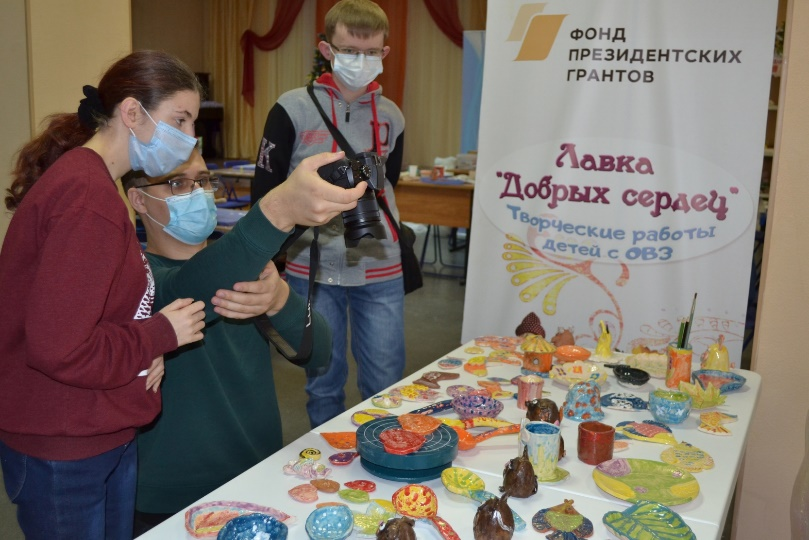 ФОНД
ПРЕЗИДЕНТСКИХ
ГРАНТОВ
Лавка
"Добрых сердец"
Творческие работы
детей с ОВЗ
K